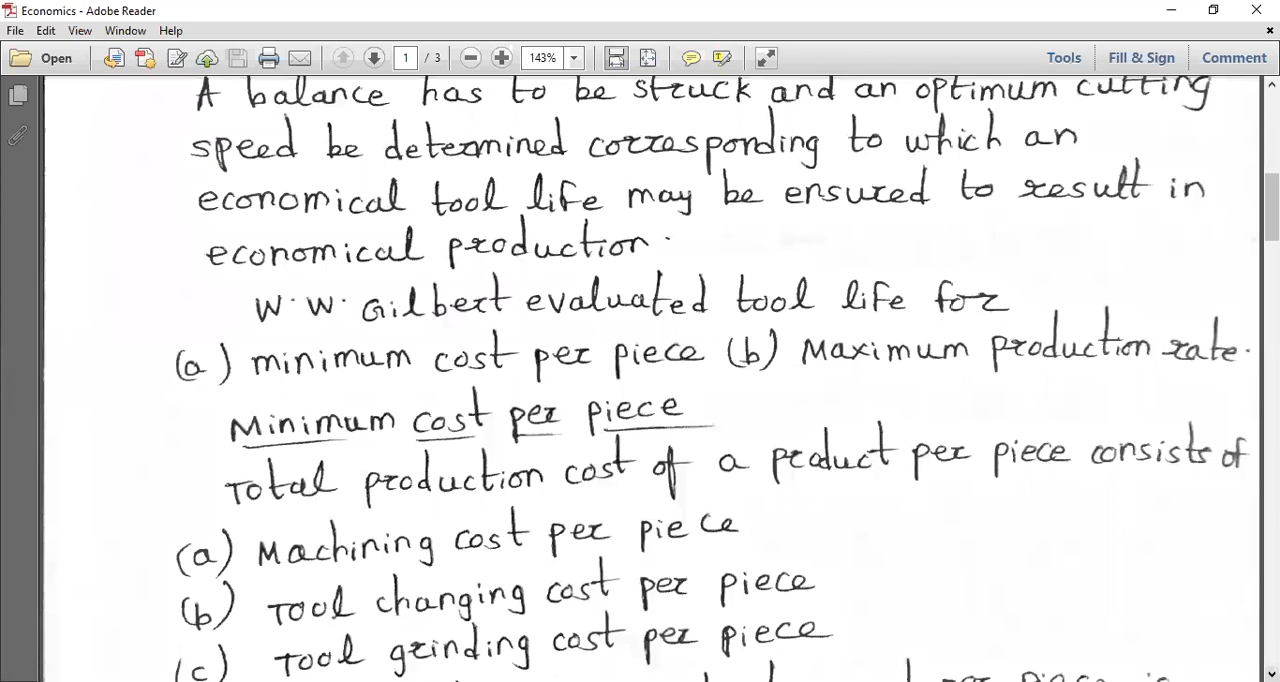 Economics - Adobe Reader
File Edit View Window Help
Open 1 / 3 143% Tools Fill & Sign Comment
A balance has to be struck and an optimum cutting
speed be determined corresponding to which an
economical tool life may be ensured to result in
economical production.
W.W. Gilbert evaluated tool life for
(a) minimum cost per piece (b) Maximum production rate.
Minimum cost per piece
Total production cost of a peoduct per piece consists of
(a) Machining cost per piece
(b) Tool changing cost per piece
(c) Tool grinding cost per piece